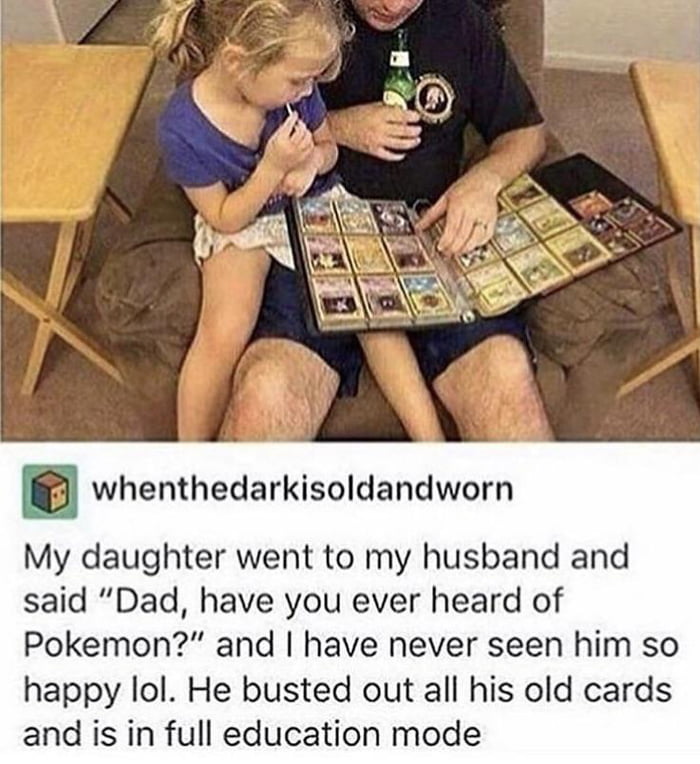 whenthedarkisoldandworn
My daughter went to my husband and
said "Dad, have you ever heard of
Pokemon?" and I have never seen him so
happy lol. He busted out all his old cards
and is in full education mode